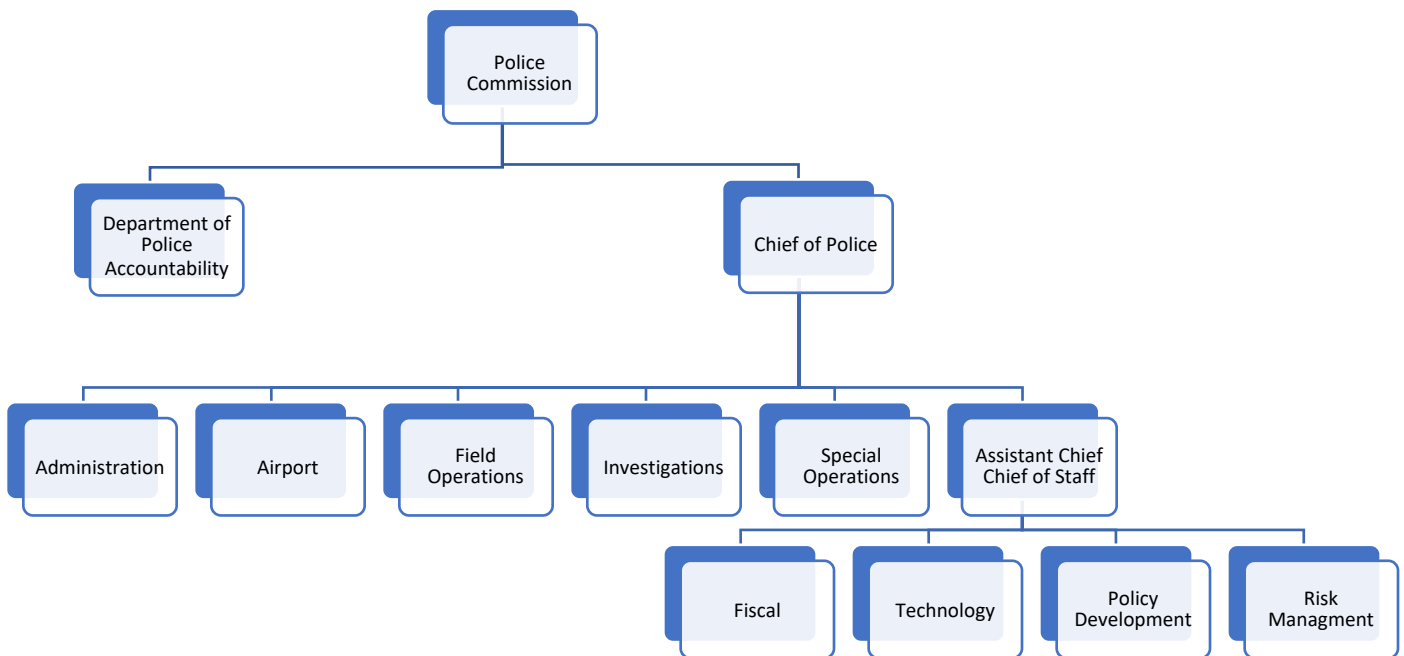 Police
Commission
Department of
Police
Accountability
Chief of Police
Administration
Airport
Field
Operations
Investigations
Special
Operations
Assistant Chief
Chief of Staff
Fiscal
Technology
Policy
Development
Risk
Managment